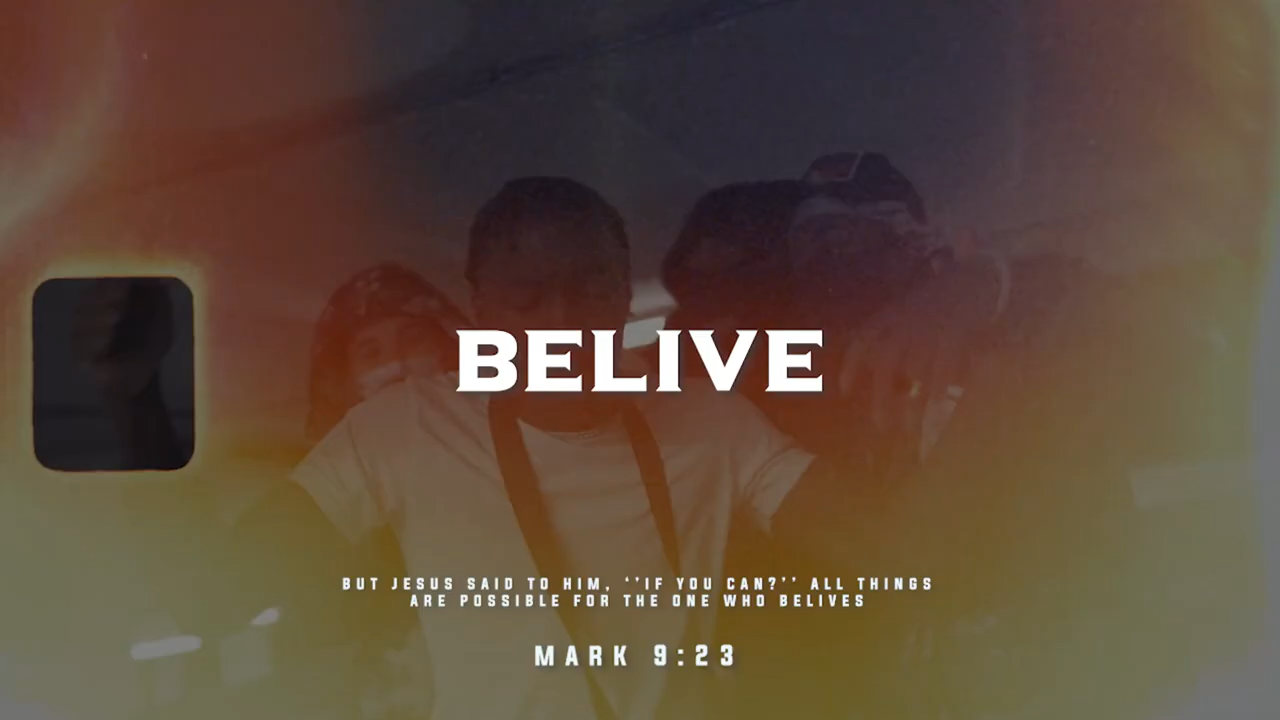 BELIVE
BUT JESUS SAID TO HIM, ‘’IF YOU CAN?’’ ALL THINGS
ARE POSSIBLE FOR THE ONE WHO BELIVES
MARK 9:23